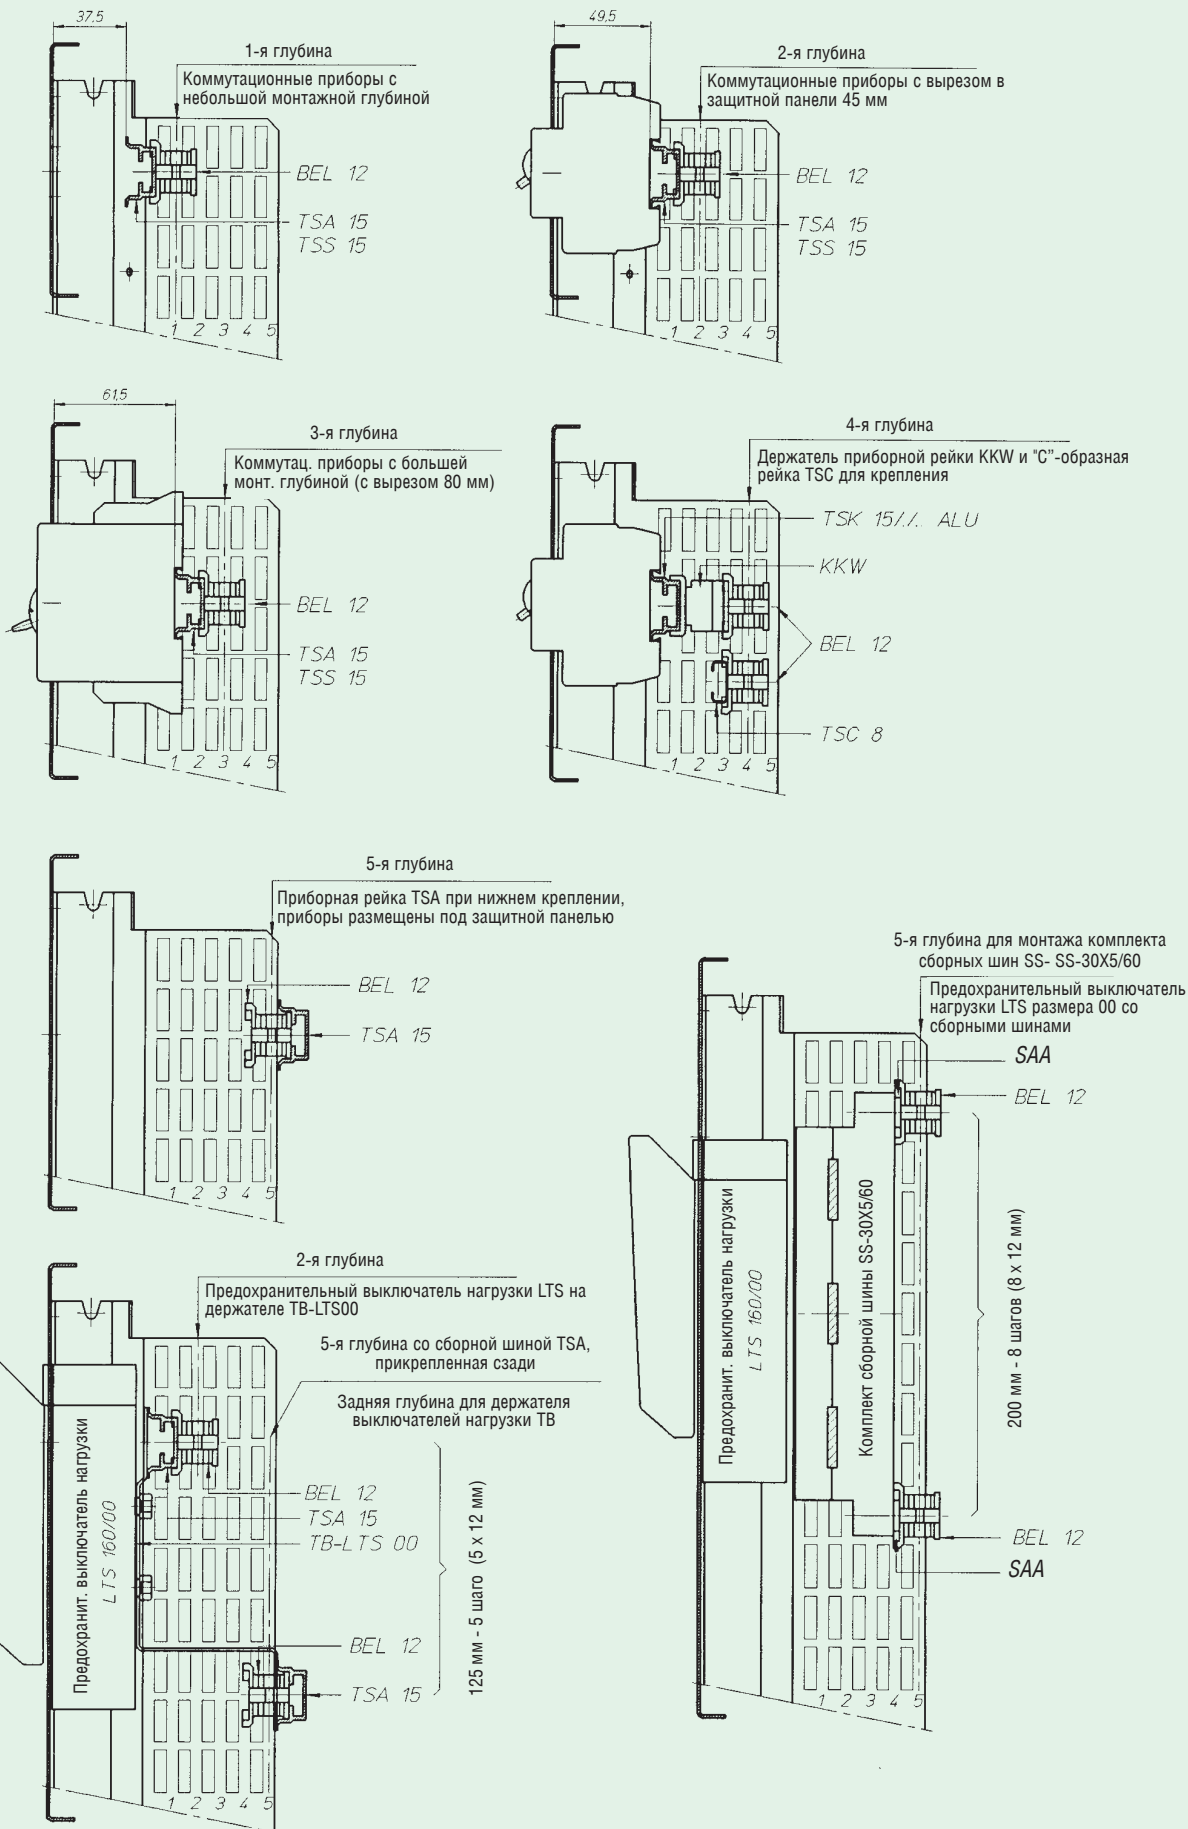 37,5
1-я глубина
Коммутационные приборы с
небольшой монтажной глубиной
BEL 12
TSA 15
TSS 15
1 2 3 4 5
49,5
2-я глубина
Коммутационные приборы с вырезом в
защитной панели 45 мм
BEL 12
TSA 15
TSS 15
1 2 3 4 5
61,5
3-я глубина
Коммутац. приборы с большей
монт. глубиной (с вырезом 80 мм)
BEL 12
TSA 15
TSS 15
1 2 3 4 5
4-я глубина
Держатель приборной рейки KKW и "C"-образная
рейка TSC для крепления
TSK 15/./. ALU
KKW
BEL 12
TSC 8
1 2 3 4 5
5-я глубина
Приборная рейка TSA при нижнем креплении,
приборы размещены под защитной панелью
BEL 12
TSA 15
1 2 3 4 5
5-я глубина для монтажа комплекта
сборных шин SS- SS-30X5/60
Предохранительный выключатель
нагрузки LTS размера 00 со
сборными шинами
SAA
BEL 12
Предохранит. выключатель нагрузки
LTS 160/00
Комплект сборной шины SS-30X5/60
200 мм - 8 шагов (8 x 12 мм)
BEL 12
SAA
1 2 3 4 5
2-я глубина
Предохранительный выключатель нагрузки LTS на
держателе TB-LTS00
5-я глубина со сборной шиной TSA,
прикрепленная сзади
Задняя глубина для держателя
выключателей нагрузки TB
Предохранит. выключатель нагрузки
LTS 160/00
BEL 12
TSA 15
TB-LTS 00
125 мм - 5 шаго (5 x 12 мм)
BEL 12
TSA 15
1 2 3 4 5